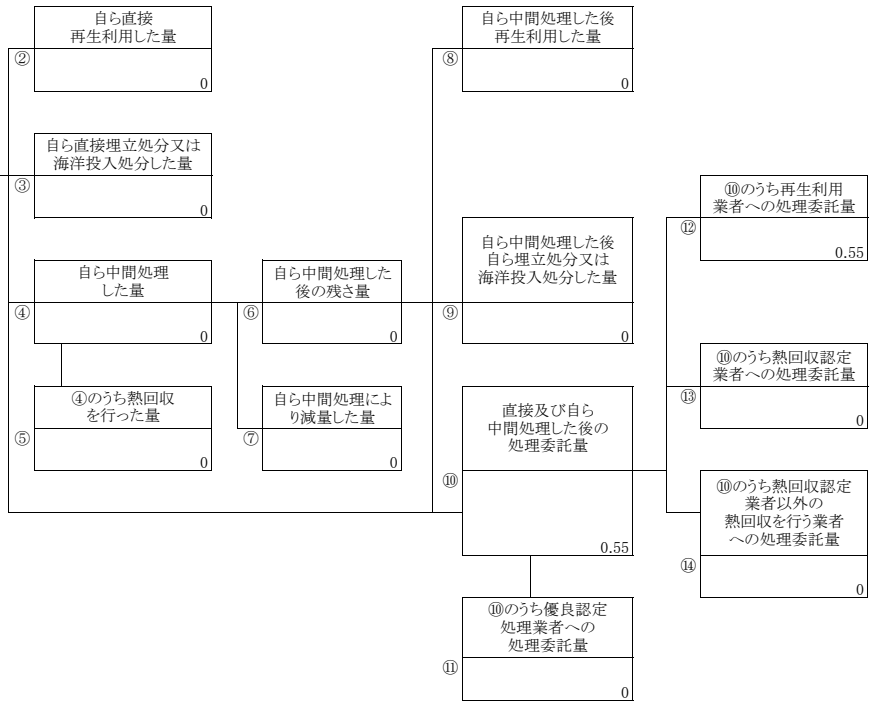 自ら直接
再生利用した量
②
0
自ら直接埋立処分又は
海洋投入処分した量
③
0
自ら中間処理
した量
④
0
④のうち熱回収
を行った量
⑤
0
自ら中間処理した
後の残さ量
⑥
0
自ら中間処理によ
り減量した量
⑦
0
自ら中間処理した後
再生利用した量
⑧
0
自ら中間処理した後
自ら埋立処分又は
海洋投入処分した量
⑨
0
直接及び自ら
中間処理した後の
処理委託量
⑩
0.55
⑩のうち優良認定
処理業者への
処理委託量
⑪
0
⑩のうち再生利用
業者への処理委託量
⑫
0.55
⑩のうち熱回収認定
業者への処理委託量
⑬
0
⑩のうち熱回収認定
業者以外の
熱回収を行う業者
への処理委託量
⑭
0